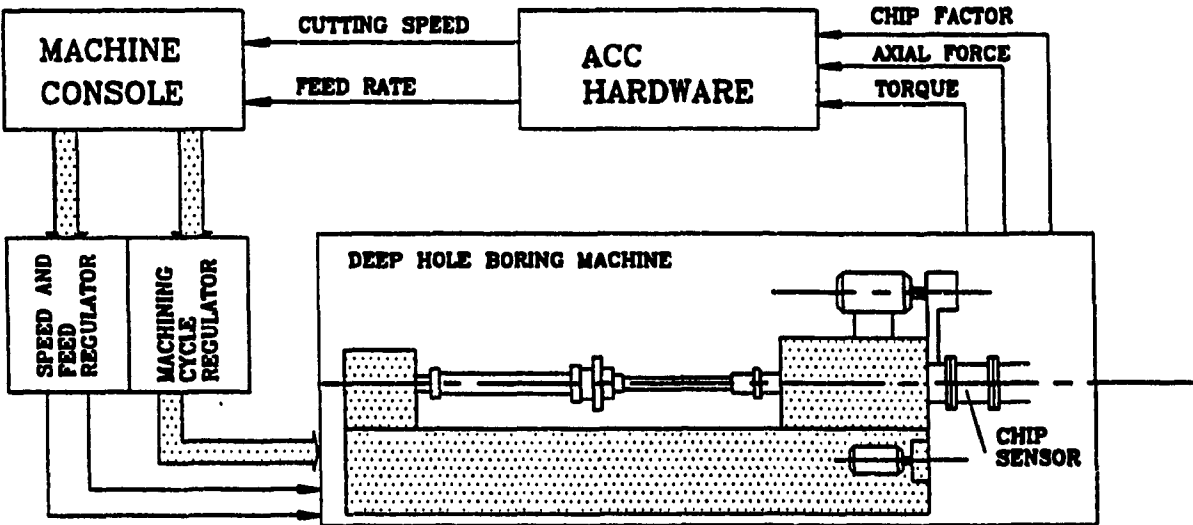 MACHINE
CONSOLE
CUTTING SPEED
FEED RATE
ACC
HARDWARE
CHIP FACTOR
AXIAL FORCE
TORQUE
SPEED AND
FEED
REGULATOR
MACHINING
CYCLE
REGULATOR
DEEP HOLE BORING MACHINE
CHIP
SENSOR